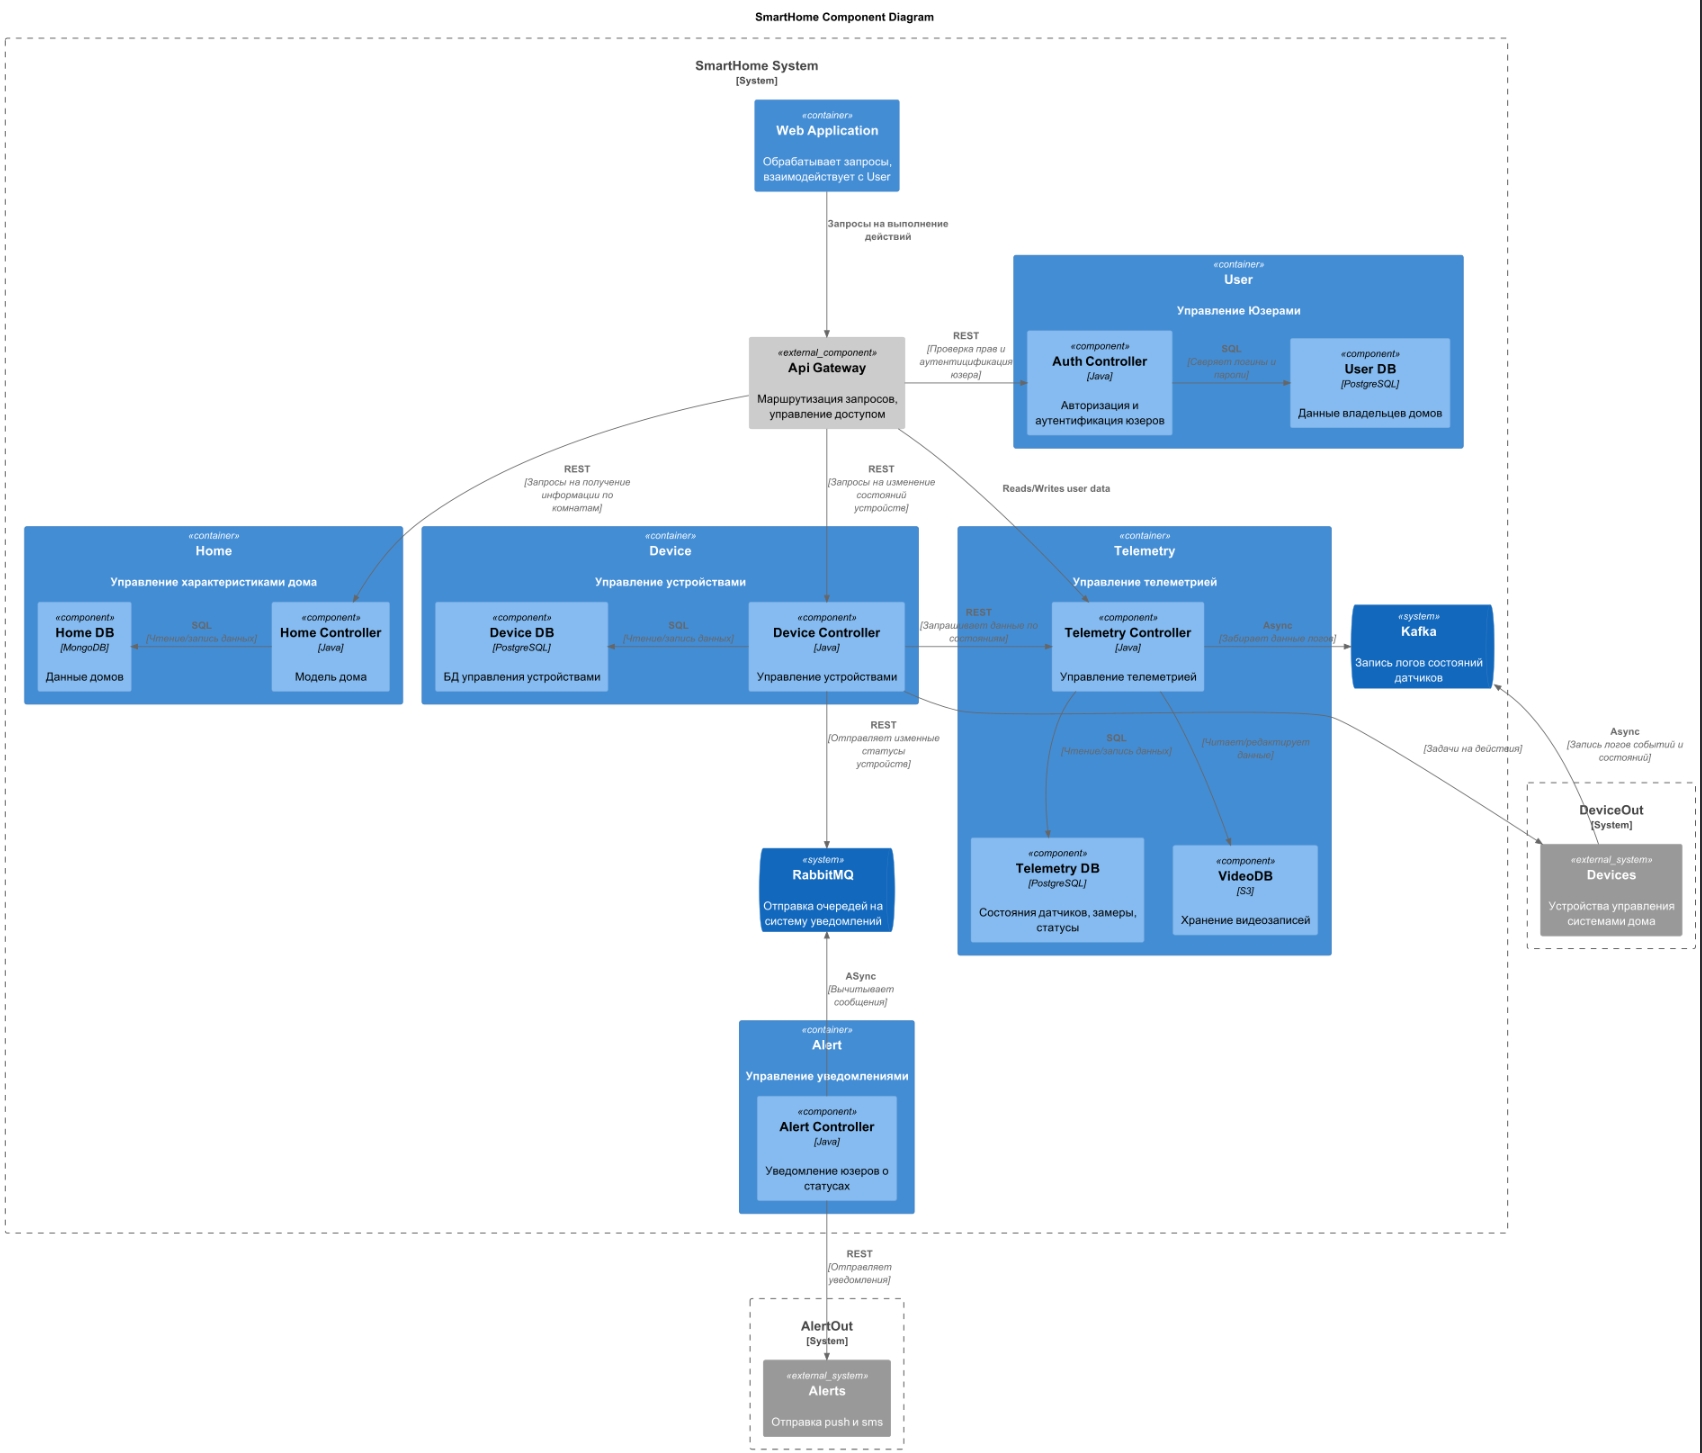 SmartHome Component Diagram
SmartHome System
[System]
«container»
Web Application
Обрабатывает запросы,
взаимодействует с User
Запросы на выполнение
действий
«container»
User
Управление Юзерами
«external_component»
Api Gateway
Маршрутизация запросов,
управление доступом
REST
[Проверка прав и
аутентицификация
юзера]
«component»
Auth Controller
[Java]
Авторизация и
аутентификация юзеров
SQL
[Сверяет логины и
пароли]
«component»
User DB
[PostgreSQL]
Данные владельцев домов
REST
[Запросы на получение
информации по
комнатам]
REST
[Запросы на изменение
состояний
устройств]
Reads/Writes user data
«container»
Home
Управление характеристиками дома
«component»
Home DB
[MongoDB]
Данные домов
SQL
[Чтение/запись данных]
«component»
Home Controller
[Java]
Модель дома
«container»
Device
Управление устройствами
«component»
Device DB
[PostgreSQL]
БД управления устройствами
SQL
[Чтение/запись данных]
«component»
Device Controller
[Java]
Управление устройствами
REST
[Запрашивает данные по
состояниям]
«container»
Telemetry
Управление телеметрией
«component»
Telemetry Controller
[Java]
Управление телеметрией
Async
[Забирает данные логов]
«system»
Kafka
Запись логов состояний
датчиков
REST
[Отправляет изменные
статусы
устройств]
SQL
[Чтение/запись данных]
[Читает/редактирует
данные]
[Задачи на действия]
Async
[Запись логов событий и
состояний]
DeviceOut
[System]
«external_system»
Devices
Устройства управления
системами дома
«system»
RabbitMQ
Отправка очередей на
систему уведомлений
«component»
Telemetry DB
[PostgreSQL]
Состояния датчиков, замеры,
статусы
«component»
VideoDB
[S3]
Хранение видеозаписей
ASync
[Вычитывает
сообщения]
«container»
Alert
Управление уведомлениями
«component»
Alert Controller
[Java]
Уведомление юзеров о
статусах
REST
[Отправляет
уведомления]
AlertOut
[System]
«external_system»
Alerts
Отправка push и sms